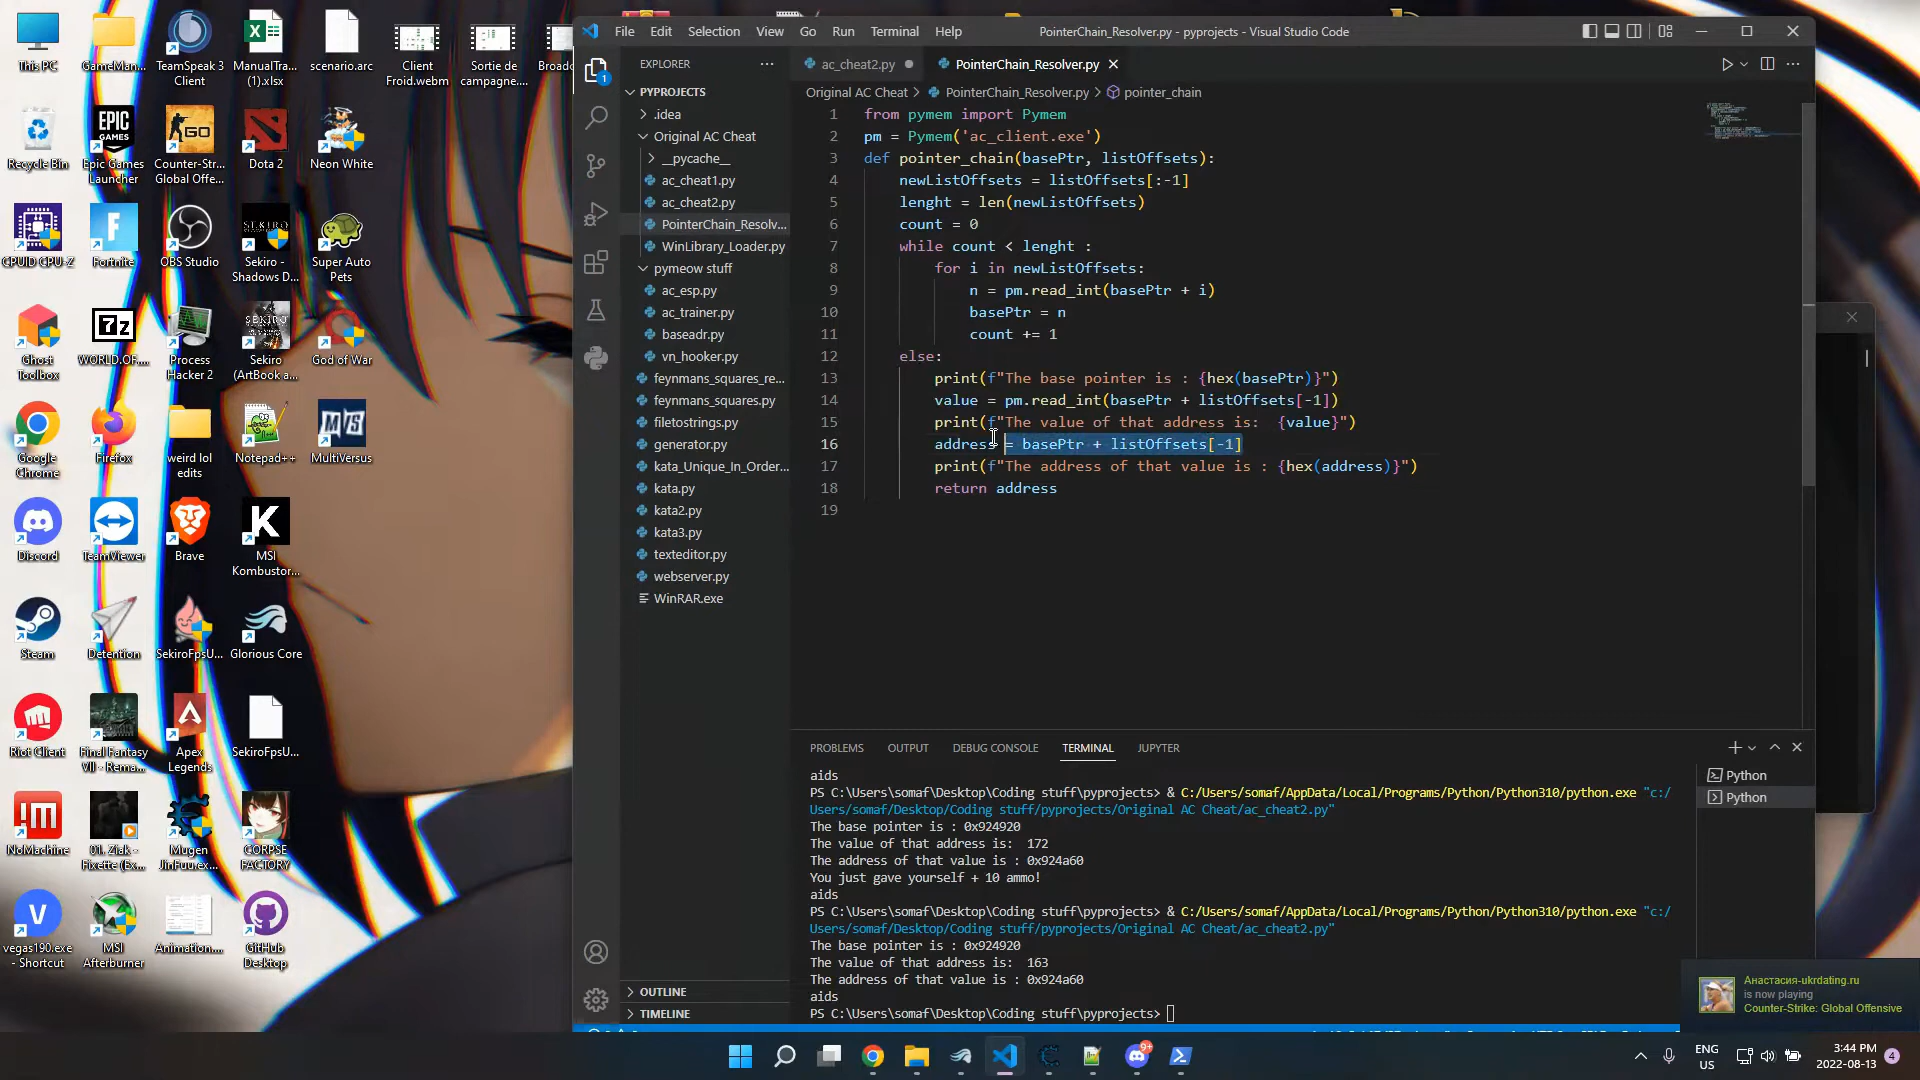 This PC
GameMan...
TeamSpeak 3 Client
ManualTra... (1).xlsx
scenario.arc
Client Froid.webm
Sortie de campagne....
Broadc
Recycle Bin
Epic Games Launcher
Counter-Str... Global Offe...
Dota 2
Neon White
CPUID CPU-Z
Fortnite
OBS Studio
Sekiro - Shadows D...
Super Auto Pets
Ghost Toolbox
WORLD.OF....
Process Hacker 2
Sekiro (ArtBook a...
God of War
Google Chrome
Firefox
weird lol edits
Notepad++
MultiVersus
Discord
TeamViewer
Brave
MSI Kombustor...
Steam
Detention
SekiroFpsU...
Glorious Core
Riot Client
Final Fantasy VII - Rema...
Apex Legends
SekiroFpsU...
NoMachine
01. Ziak - Fixette (Ex...
Mugen JinFuu.ex...
CORPSE FACTORY
vegas190.exe - Shortcut
MSI Afterburner
Animation....
GitHub Desktop
File Edit Selection View Go Run Terminal Help
PointerChain_Resolver.py - pyprojects - Visual Studio Code
EXPLORER
PYPROJECTS
.idea
Original AC Cheat
__pycache__
ac_cheat1.py
ac_cheat2.py
PointerChain_Resolv...
WinLibrary_Loader.py
pymeow stuff
ac_esp.py
ac_trainer.py
baseadr.py
vn_hooker.py
feynmans_squares_re...
feynmans_squares.py
filetostrings.py
generator.py
kata_Unique_In_Order...
kata.py
kata2.py
kata3.py
texteditor.py
webserver.py
WinRAR.exe
OUTLINE
TIMELINE
ac_cheat2.py
PointerChain_Resolver.py
Original AC Cheat > PointerChain_Resolver.py > pointer_chain
1 from pymem import Pymem
2 pm = Pymem('ac_client.exe')
3 def pointer_chain(basePtr, listOffsets):
4 newListOffsets = listOffsets[:-1]
5 lenght = len(newListOffsets)
6 count = 0
7 while count < lenght :
8 for i in newListOffsets:
9 n = pm.read_int(basePtr + i)
10 basePtr = n
11 count += 1
12 else:
13 print(f"The base pointer is : {hex(basePtr)}")
14 value = pm.read_int(basePtr + listOffsets[-1])
15 print(f"The value of that address is:  {value}")
16 address = basePtr + listOffsets[-1]
17 print(f"The address of that value is : {hex(address)}")
18 return address
19
PROBLEMS OUTPUT DEBUG CONSOLE TERMINAL JUPYTER
Python
Python
aids
PS C:\Users\somaf\Desktop\Coding stuff\pyprojects> & C:/Users/somaf/AppData/Local/Programs/Python/Python310/python.exe "c:/
Users/somaf/Desktop/Coding stuff/pyprojects/Original AC Cheat/ac_cheat2.py"
The base pointer is : 0x924920
The value of that address is:  172
The address of that value is : 0x924a60
You just gave yourself + 10 ammo!
aids
PS C:\Users\somaf\Desktop\Coding stuff\pyprojects> & C:/Users/somaf/AppData/Local/Programs/Python/Python310/python.exe "c:/
Users/somaf/Desktop/Coding stuff/pyprojects/Original AC Cheat/ac_cheat2.py"
The base pointer is : 0x924920
The value of that address is:  163
The address of that value is : 0x924a60
aids
PS C:\Users\somaf\Desktop\Coding stuff\pyprojects>
Анастасия-ukrdating.ru
is now playing
Counter-Strike: Global Offensive
9+
ENG
US
3:44 PM
2022-08-13
4